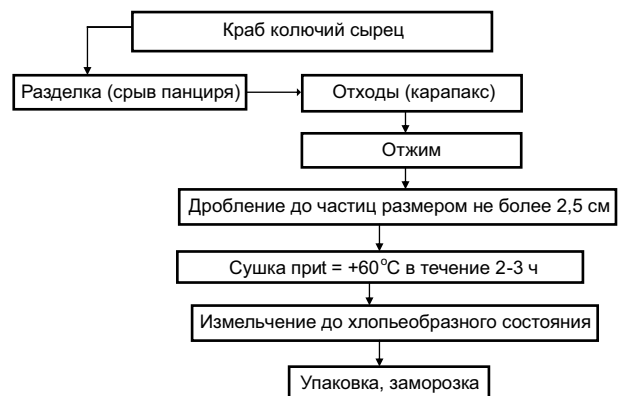 Краб колючий сырец
Разделка (срыв панциря)
Отходы (карапакс)
Отжим
Дробление до частиц размером не более 2,5 см
Сушка приt = +60°С в течение 2-3 ч
Измельчение до хлопьеобразного состояния
Упаковка, заморозка